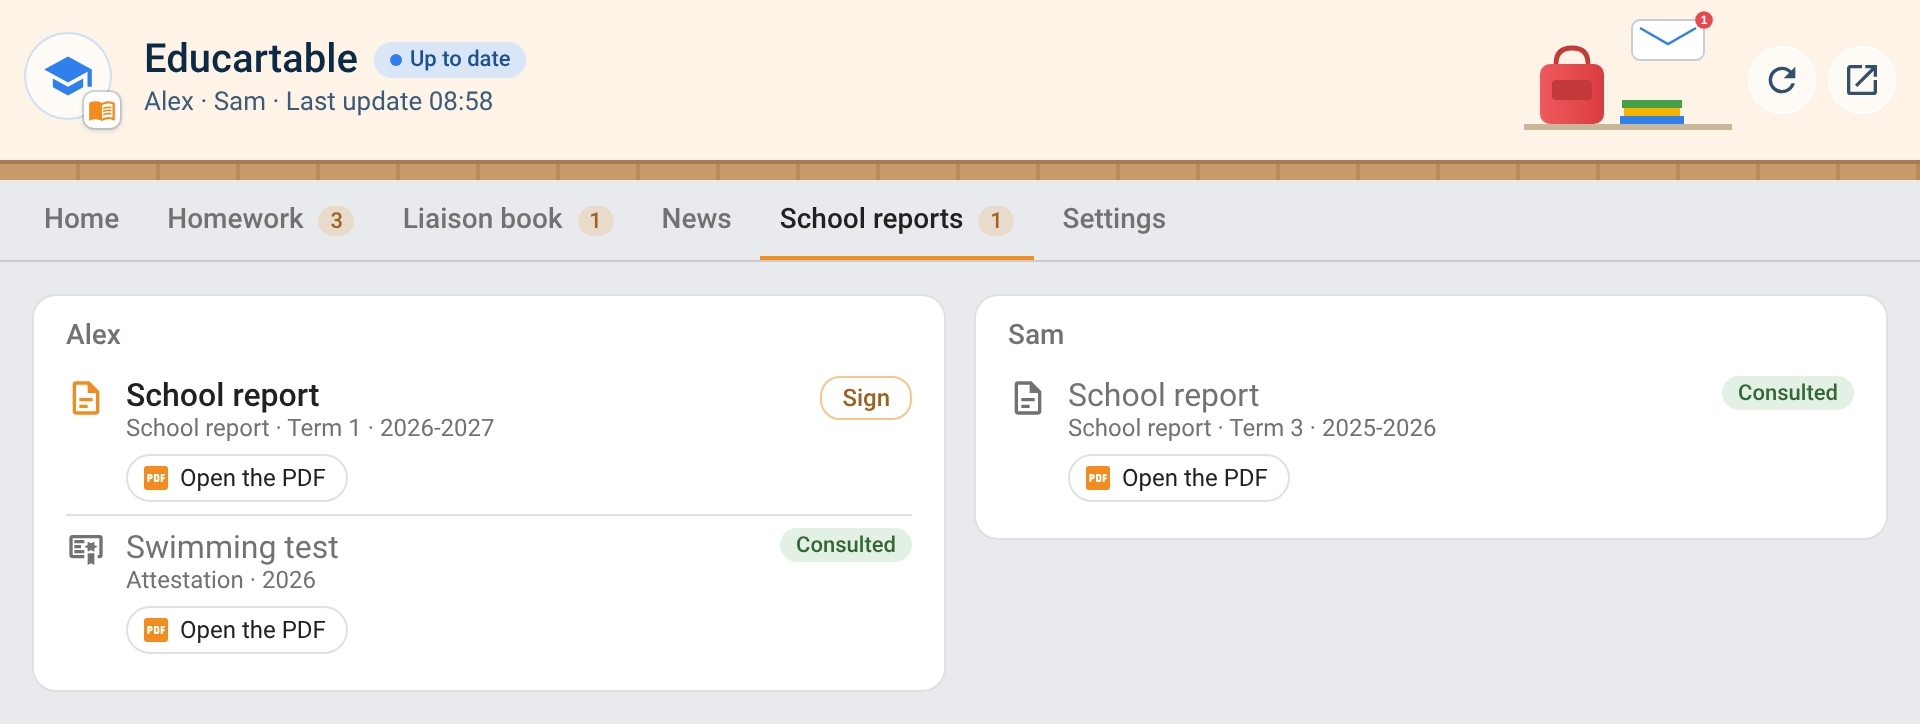 Educartable
Up to date
Alex · Sam · Last update 08:58
1
Home
Homework 3
Liaison book 1
News
School reports 1
Settings
Alex
School report
Sign
School report · Term 1 · 2026-2027
PDF Open the PDF
Swimming test
Consulted
Attestation · 2026
PDF Open the PDF
Sam
School report
Consulted
School report · Term 3 · 2025-2026
PDF Open the PDF